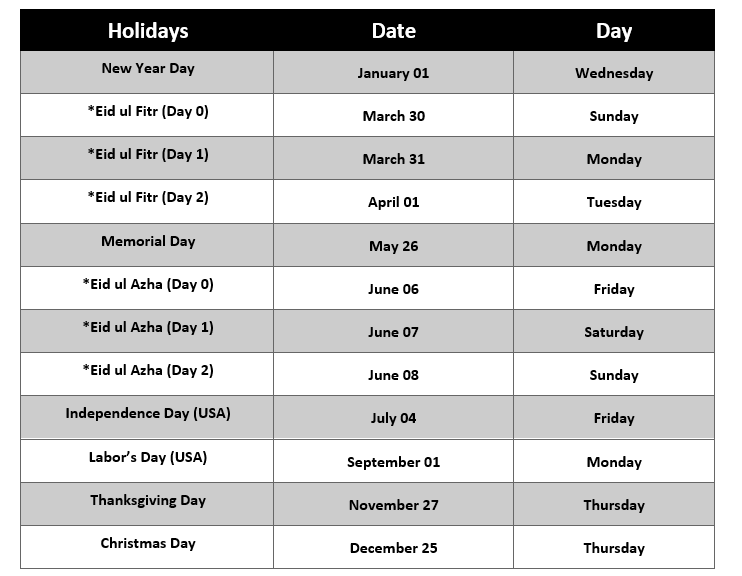 Holidays Date Day
New Year Day January 01 Wednesday
*Eid ul Fitr (Day 0) March 30 Sunday
*Eid ul Fitr (Day 1) March 31 Monday
*Eid ul Fitr (Day 2) April 01 Tuesday
Memorial Day May 26 Monday
*Eid ul Azha (Day 0) June 06 Friday
*Eid ul Azha (Day 1) June 07 Saturday
*Eid ul Azha (Day 2) June 08 Sunday
Independence Day (USA) July 04 Friday
Labor’s Day (USA) September 01 Monday
Thanksgiving Day November 27 Thursday
Christmas Day December 25 Thursday